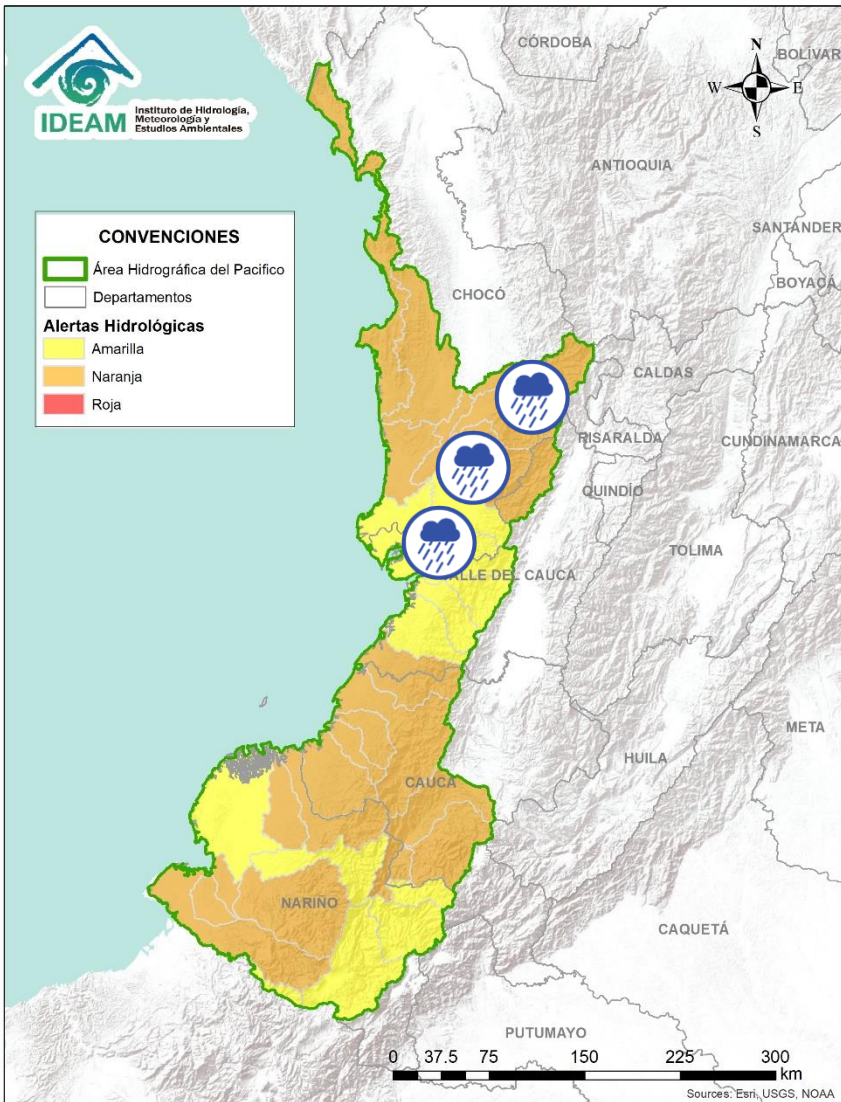 IDEAM
Instituto de Hidrología,
Meteorología y
Estudios Ambientales
CÓRDOBA
BOLÍVAR
N
W
E
S
ANTIOQUIA
SANTANDER
BOYACÁ
CONVENCIONES
Área Hidrográfica del Pacifico
Departamentos
Alertas Hidrológicas
Amarilla
Naranja
Roja
CHOCÓ
CALDAS
RISARALDA
CUNDINAMARCA
QUINDÍO
TOLIMA
VALLE DEL CAUCA
META
HUILA
CAUCA
NARIÑO
CAQUETÁ
PUTUMAYO
0 37.5 75 150 225 300
km
Sources: Esri, USGS, NOAA